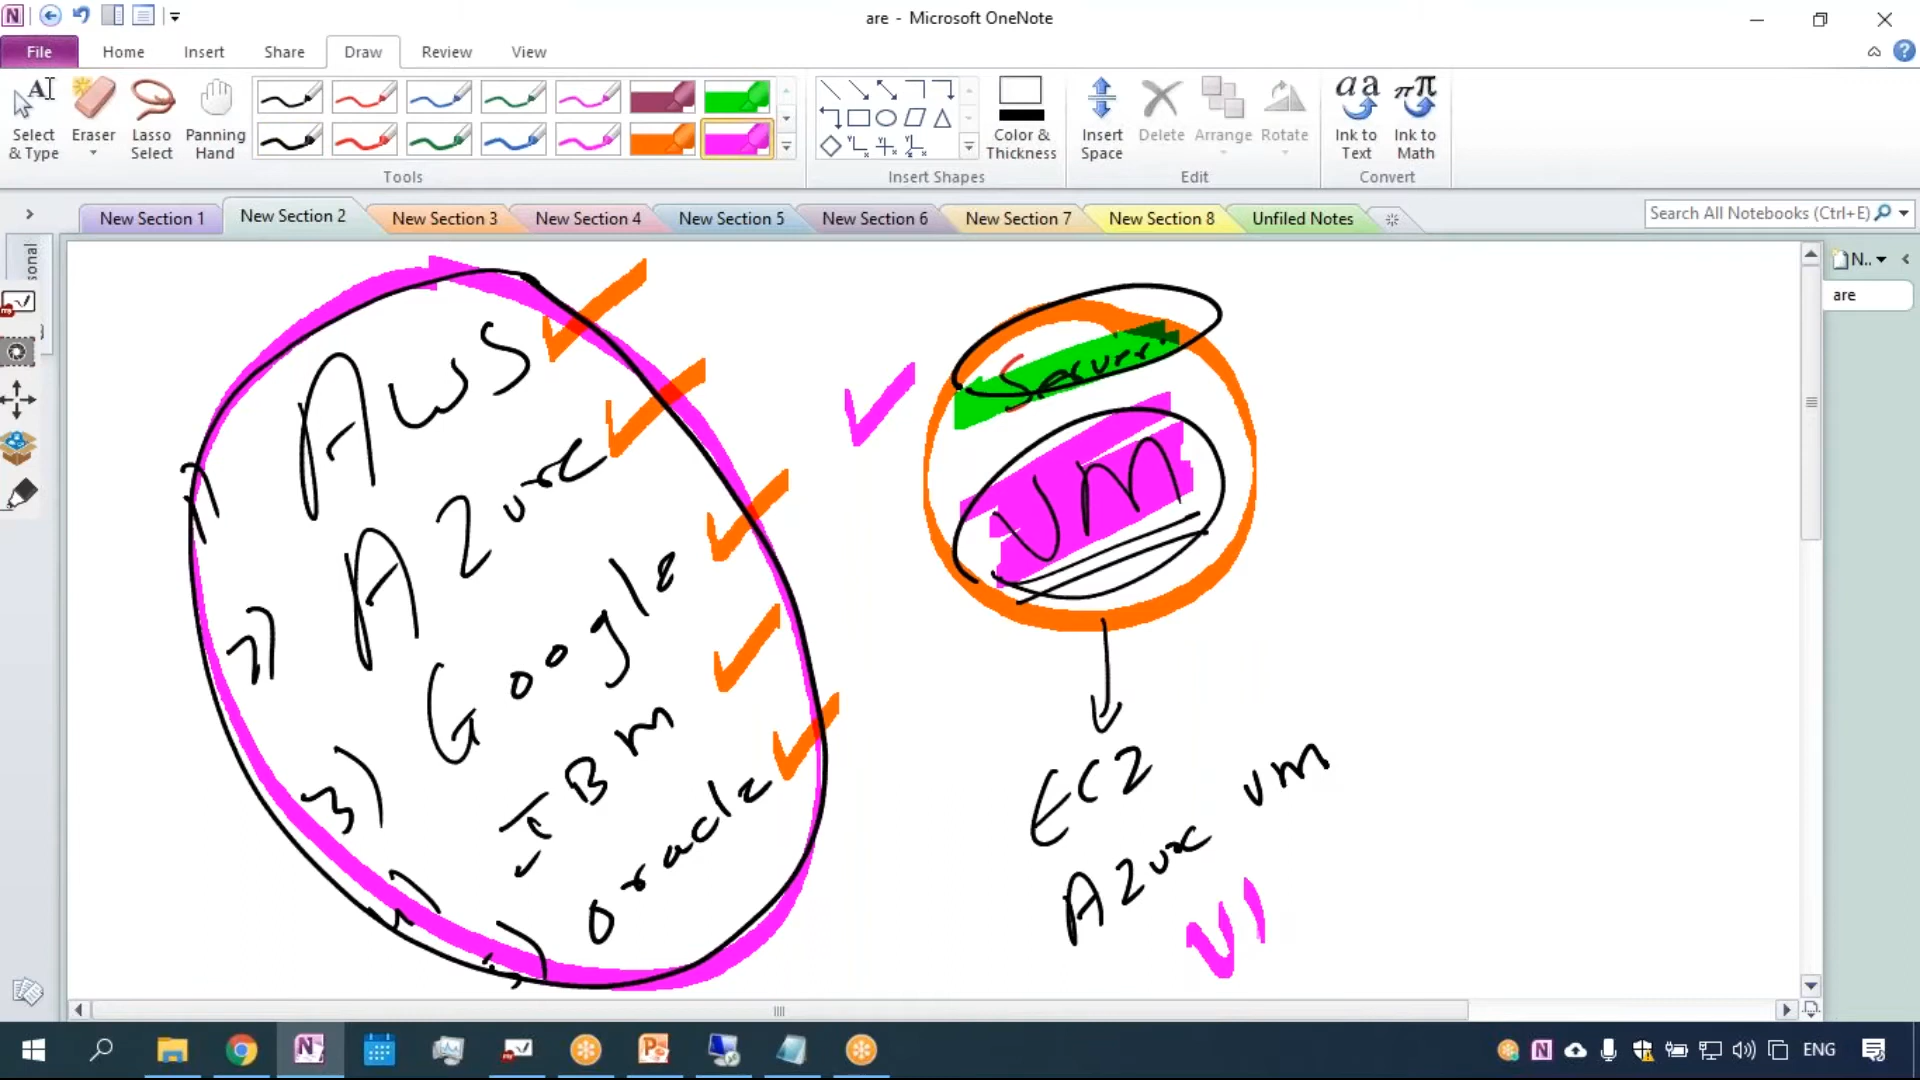 are - Microsoft OneNote
File Home Insert Share Draw Review View
Select & Type
Eraser
Lasso Select
Panning Hand
Color & Thickness
Insert Space
Delete
Arrange
Rotate
Ink to Text
Ink to Math
Tools
Insert Shapes
Edit
Convert
New Section 1 New Section 2 New Section 3 New Section 4 New Section 5 New Section 6 New Section 7 New Section 8 Unfiled Notes
Search All Notebooks (Ctrl+E)
sonal
N..
are
1) AWS
2) Azure
3) Google
4) IBM
5) oracle
VM
EC2
Azure VM
ENG